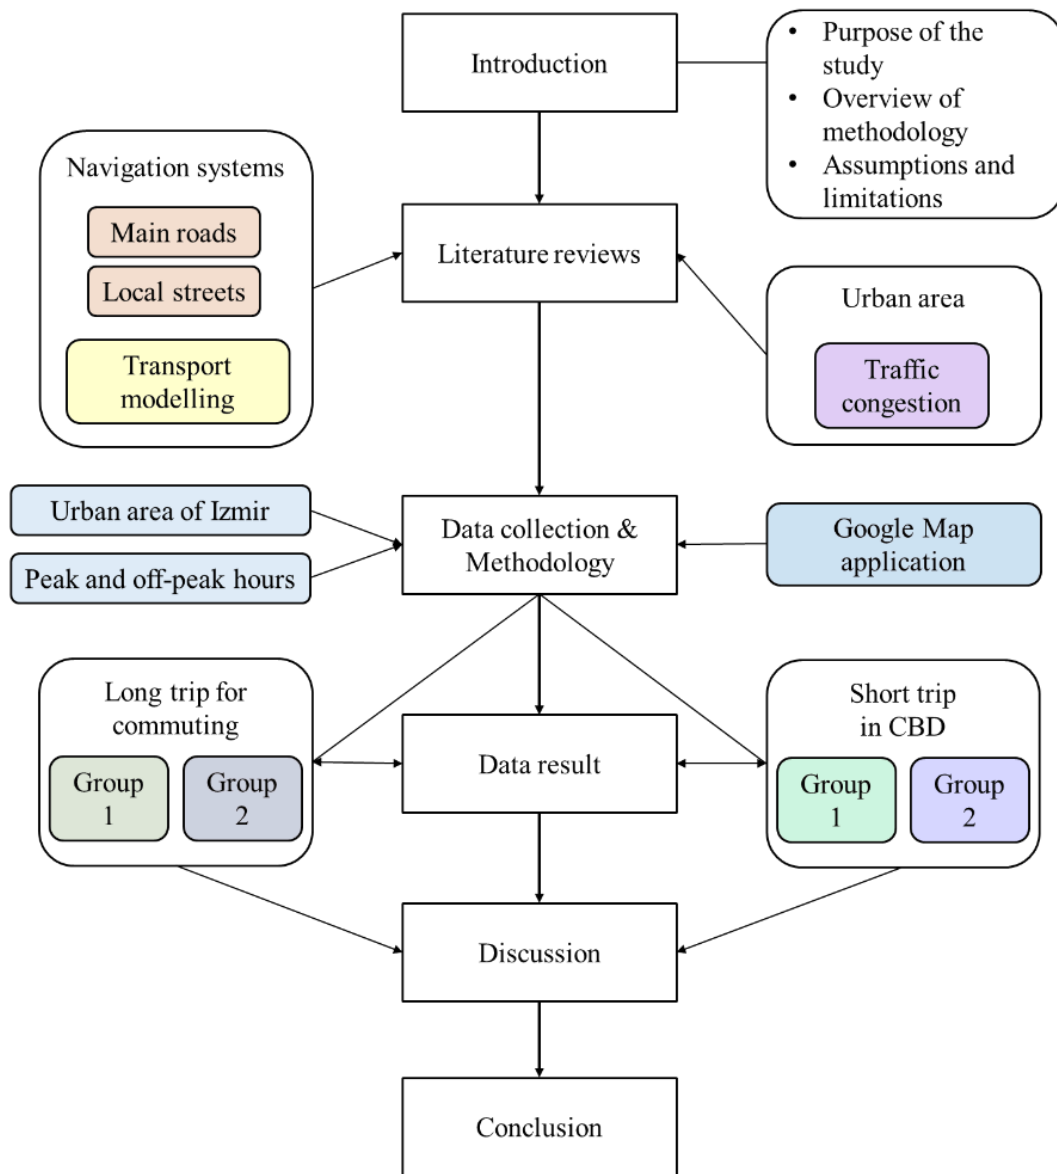 Introduction
• Purpose of the
study
• Overview of
methodology
• Assumptions and
limitations
Navigation systems
Main roads
Local streets
Transport
modelling
Literature reviews
Urban area
Traffic
congestion
Urban area of Izmir
Peak and off-peak hours
Data collection &
Methodology
Google Map
application
Long trip for
commuting
Group
1
Group
2
Data result
Short trip
in CBD
Group
1
Group
2
Discussion
Conclusion